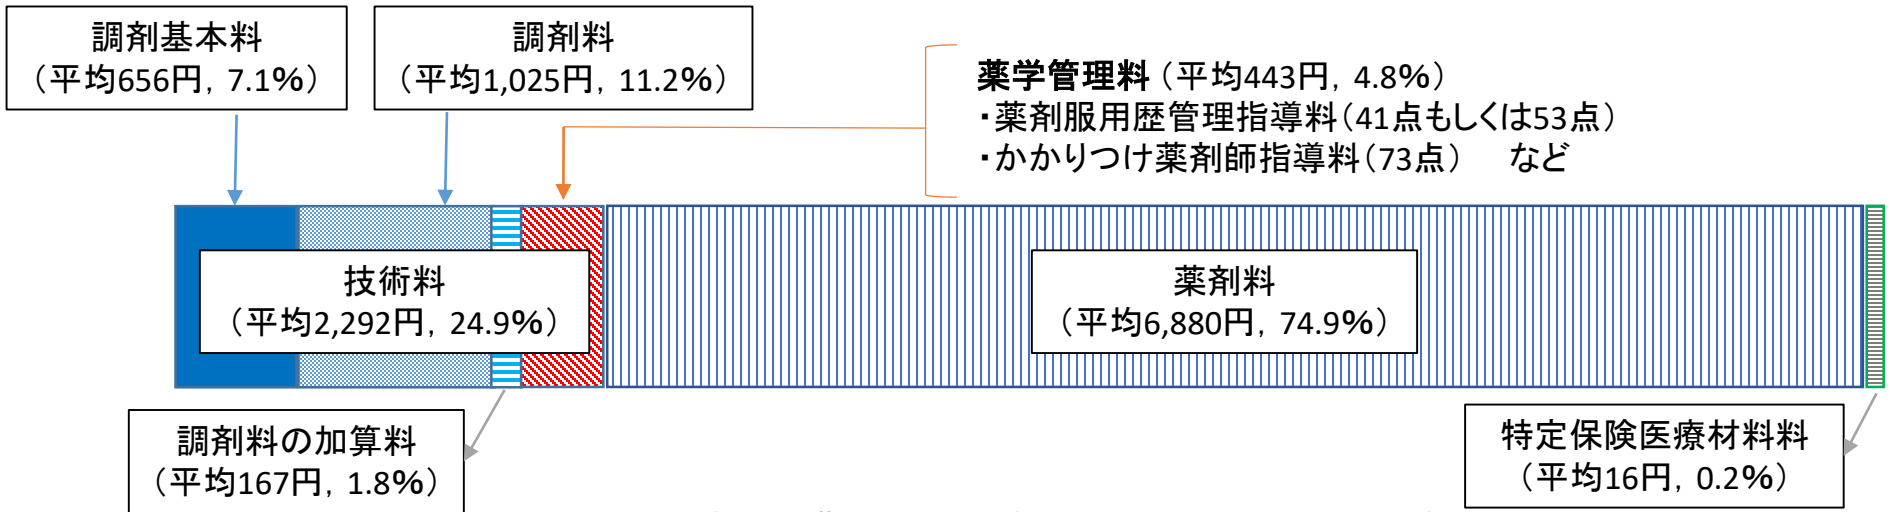 調剤基本料
（平均656円，7.1%）
調剤料
（平均1,025円，11.2%）
薬学管理料（平均443円，4.8%）
・薬剤服用歴管理指導料（41点もしくは53点）
・かかりつけ薬剤師指導料（73点）　など
技術料
（平均2,292円，24.9%）
薬剤料
（平均6,880円，74.9%）
調剤料の加算料
（平均167円，1.8%）
特定保険医療材料料
（平均16円，0.2%）